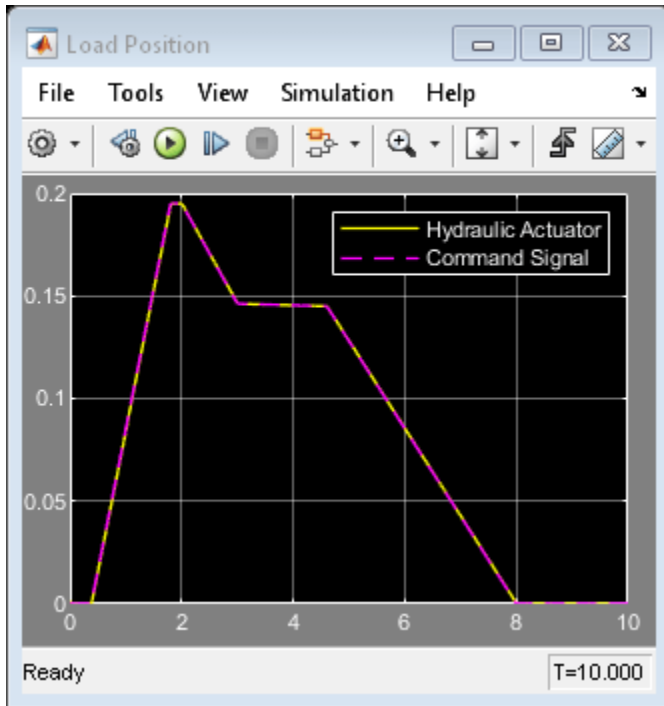 Load Position
File Tools View Simulation Help
0.2
Hydraulic Actuator
Command Signal
0.15
0.1
0.05
0
0 2 4 6 8 10
Ready T=10.000